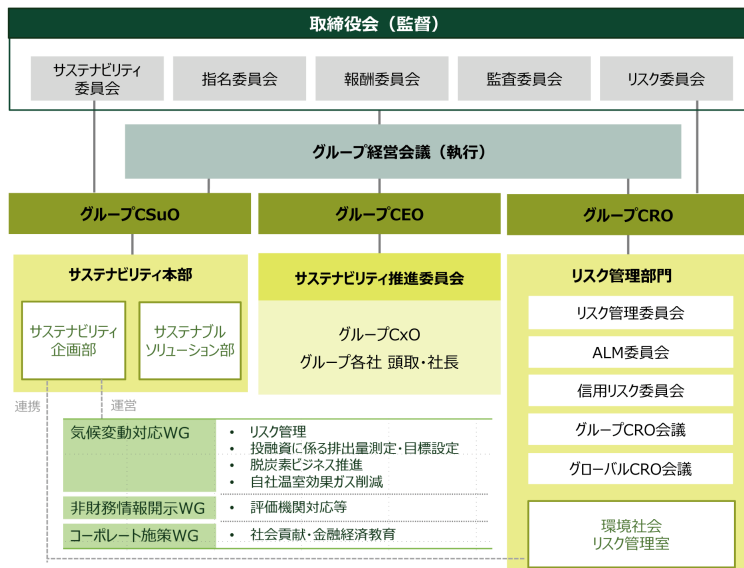 取締役会（監督）
サステナビリティ
委員会
指名委員会
報酬委員会
監査委員会
リスク委員会
グループ経営会議（執行）
グループCSuO
グループCEO
グループCRO
サステナビリティ本部
サステナビリティ
企画部
サステナブル
ソリューション部
サステナビリティ推進委員会
グループCxO
グループ各社 頭取・社長
リスク管理部門
リスク管理委員会
ALM委員会
信用リスク委員会
グループCRO会議
グローバルCRO会議
環境社会
リスク管理室
連携
運営
気候変動対応WG
• リスク管理
• 投融資に係る排出量測定・目標設定
• 脱炭素ビジネス推進
• 自社温室効果ガス削減
非財務情報開示WG
• 評価機関対応等
コーポレート施策WG
• 社会貢献・金融経済教育